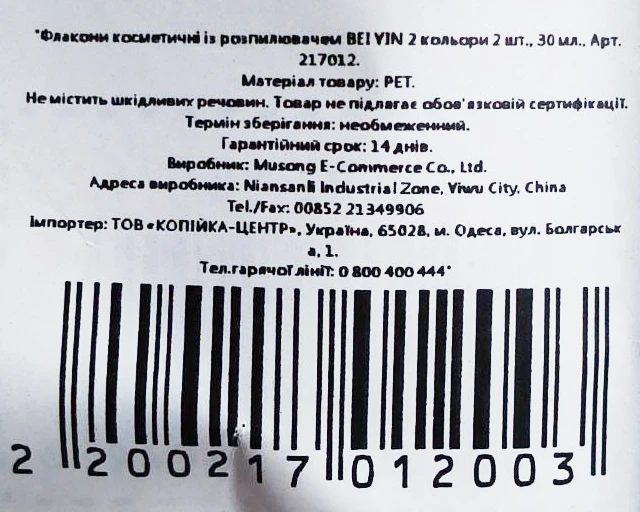 "Флакони косметичні із розпилювачем BEI YIN 2 кольори 2 шт., 30 мл., Арт.
217012.
Матеріал товару: PET.
Не містить шкідливих речовин. Товар не підлягає обов'язковій сертифікації.
Термін зберігання: необмеженний.
Гарантійний срок: 14 днів.
Виробник: Musong E-Commerce Co., Ltd.
Адреса виробника: Niansanli Industrial Zone, Yiwu City, China
Tel./Fax: 00852 21349906
Імпортер: ТОВ «КОПІЙКА-ЦЕНТР», Україна, 65028, м. Одеса, вул. Болгарськ
а, 1.
Тел.гарячої лініт: 0 800 400 444"
2 200217 012003